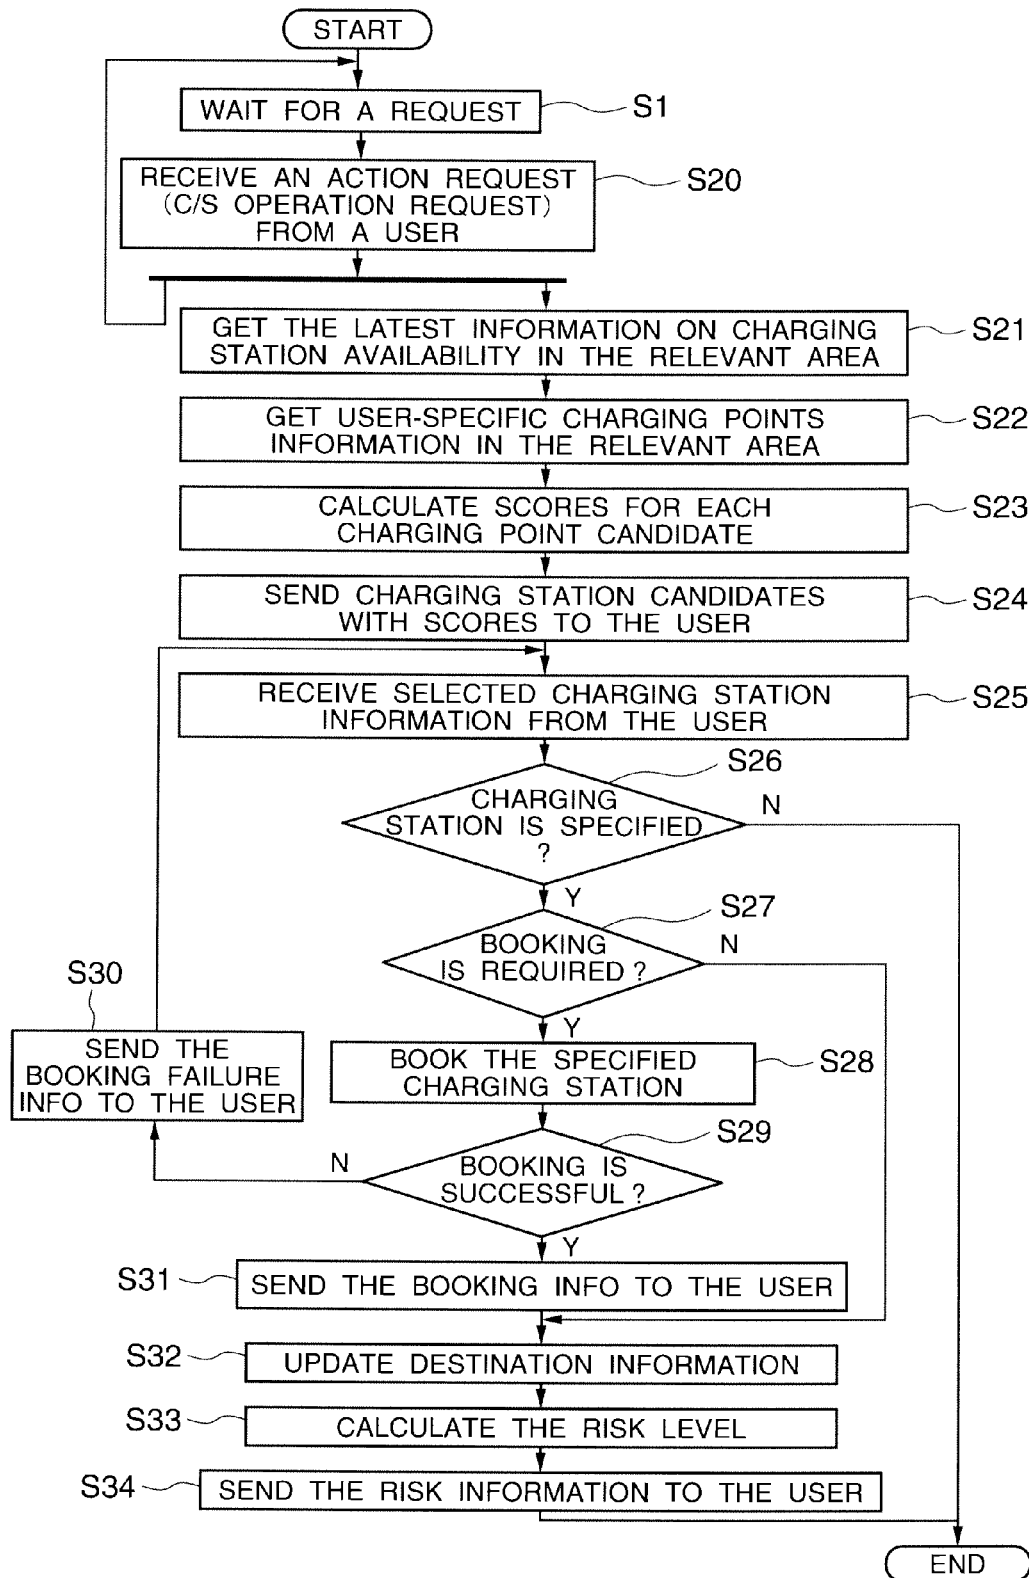 START
WAIT FOR A REQUEST
S1
RECEIVE AN ACTION REQUEST
(C/S OPERATION REQUEST)
FROM A USER
S20
GET THE LATEST INFORMATION ON CHARGING
STATION AVAILABILITY IN THE RELEVANT AREA
S21
GET USER-SPECIFIC CHARGING POINTS
INFORMATION IN THE RELEVANT AREA
S22
CALCULATE SCORES FOR EACH
CHARGING POINT CANDIDATE
S23
SEND CHARGING STATION CANDIDATES
WITH SCORES TO THE USER
S24
RECEIVE SELECTED CHARGING STATION
INFORMATION FROM THE USER
S25
S26
CHARGING
STATION IS SPECIFIED
?
N
Y
S27
BOOKING
IS REQUIRED ?
N
Y
S30
SEND THE
BOOKING FAILURE
INFO TO THE USER
BOOK THE SPECIFIED
CHARGING STATION
S28
S29
BOOKING IS
SUCCESSFUL ?
N
Y
S31
SEND THE BOOKING INFO TO THE USER
S32
UPDATE DESTINATION INFORMATION
S33
CALCULATE THE RISK LEVEL
S34
SEND THE RISK INFORMATION TO THE USER
END